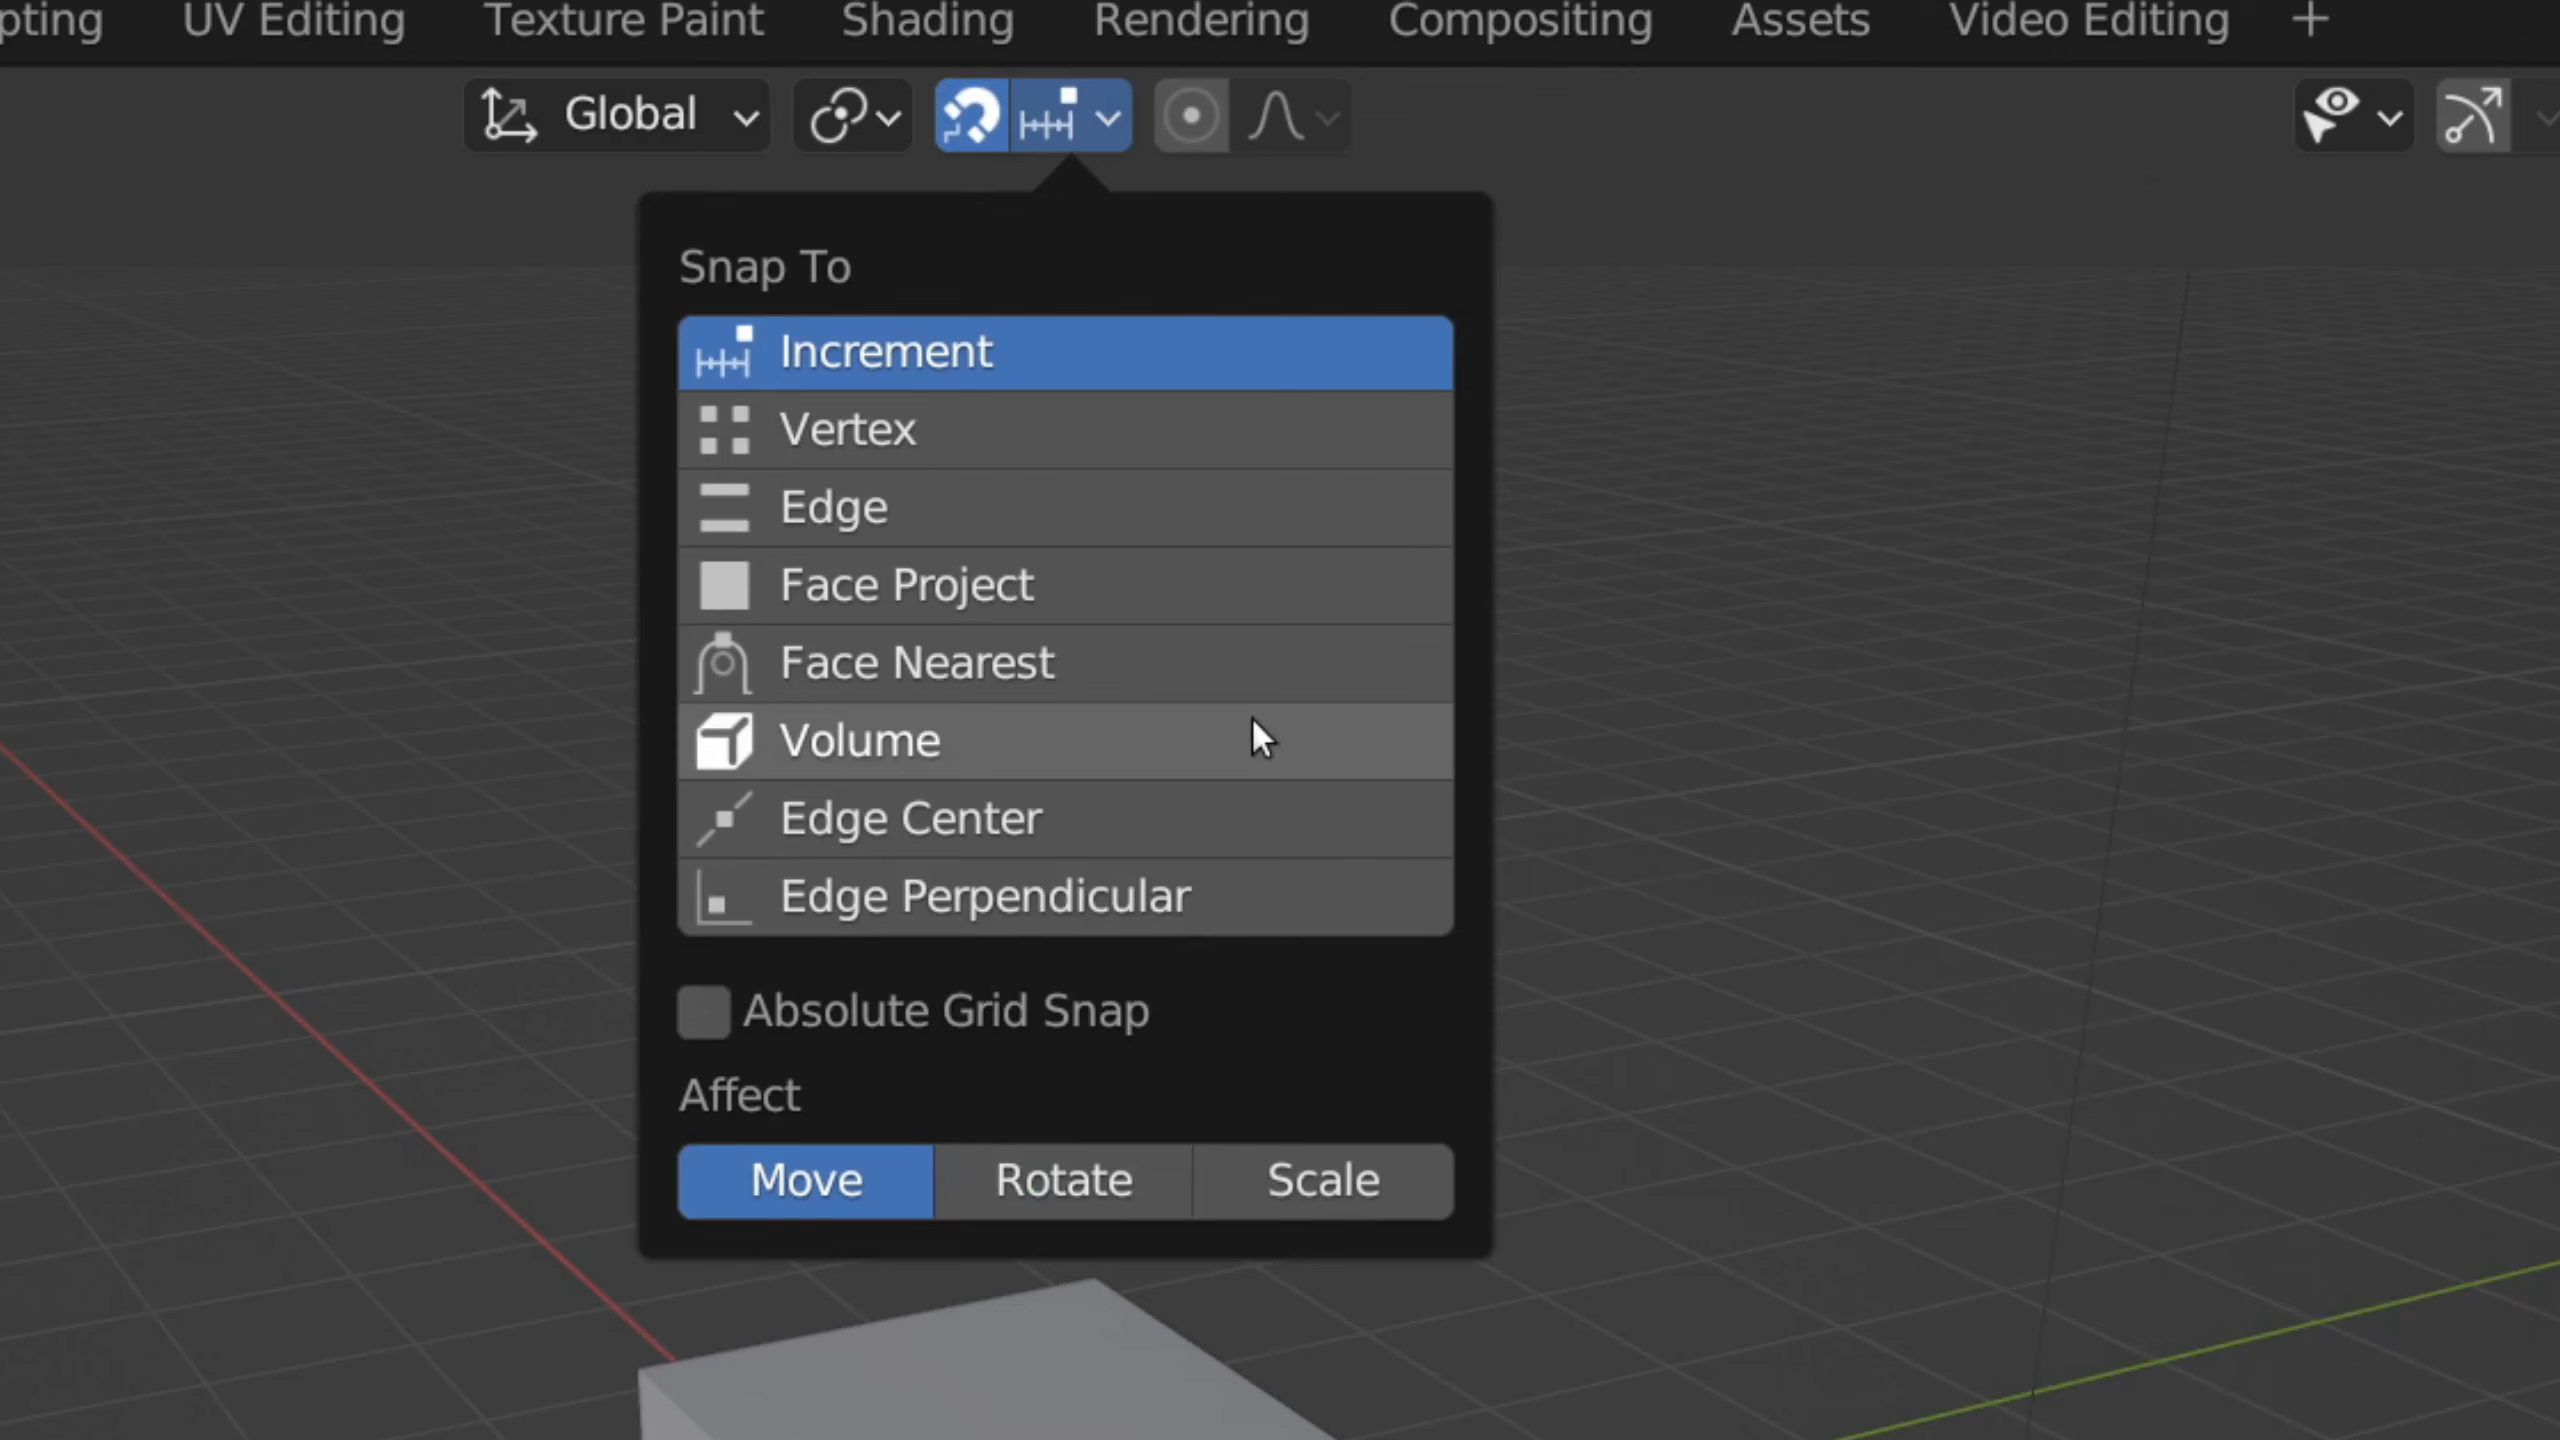 pting UV Editing Texture Paint Shading Rendering Compositing Assets Video Editing +
Global
Snap To
Increment
Vertex
Edge
Face Project
Face Nearest
Volume
Edge Center
Edge Perpendicular
Absolute Grid Snap
Affect
Move Rotate Scale